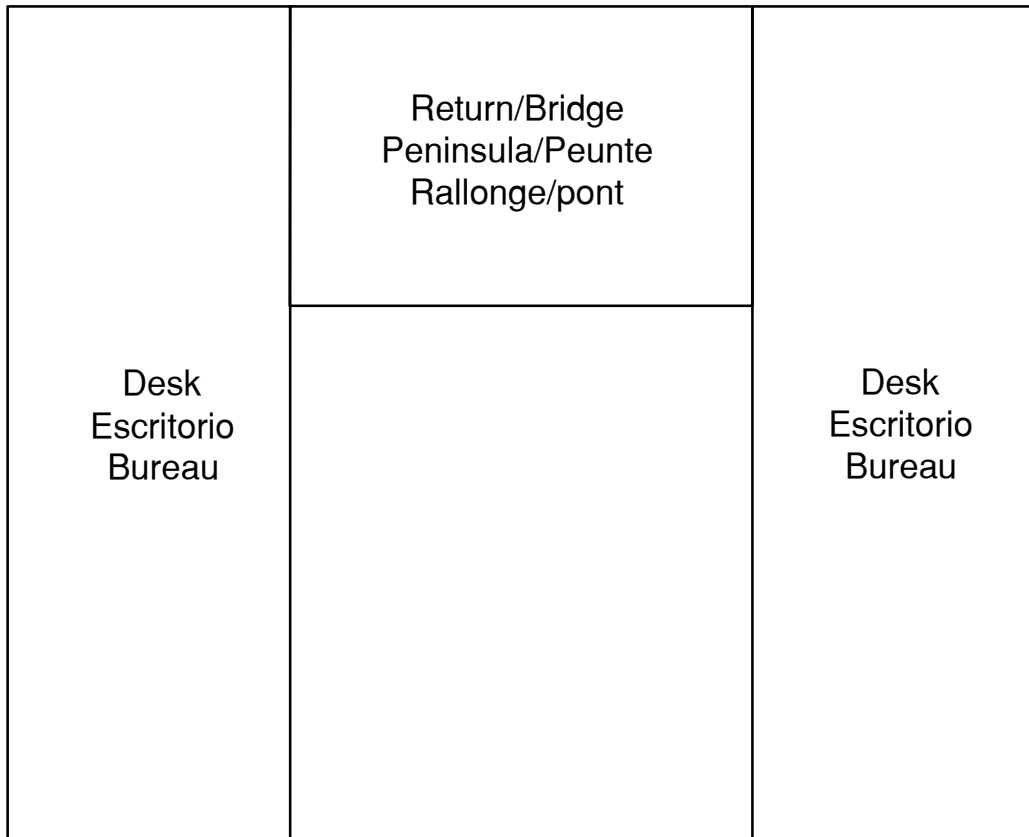 Return/Bridge
Peninsula/Peunte
Rallonge/pont
Desk
Escritorio
Bureau
Desk
Escritorio
Bureau